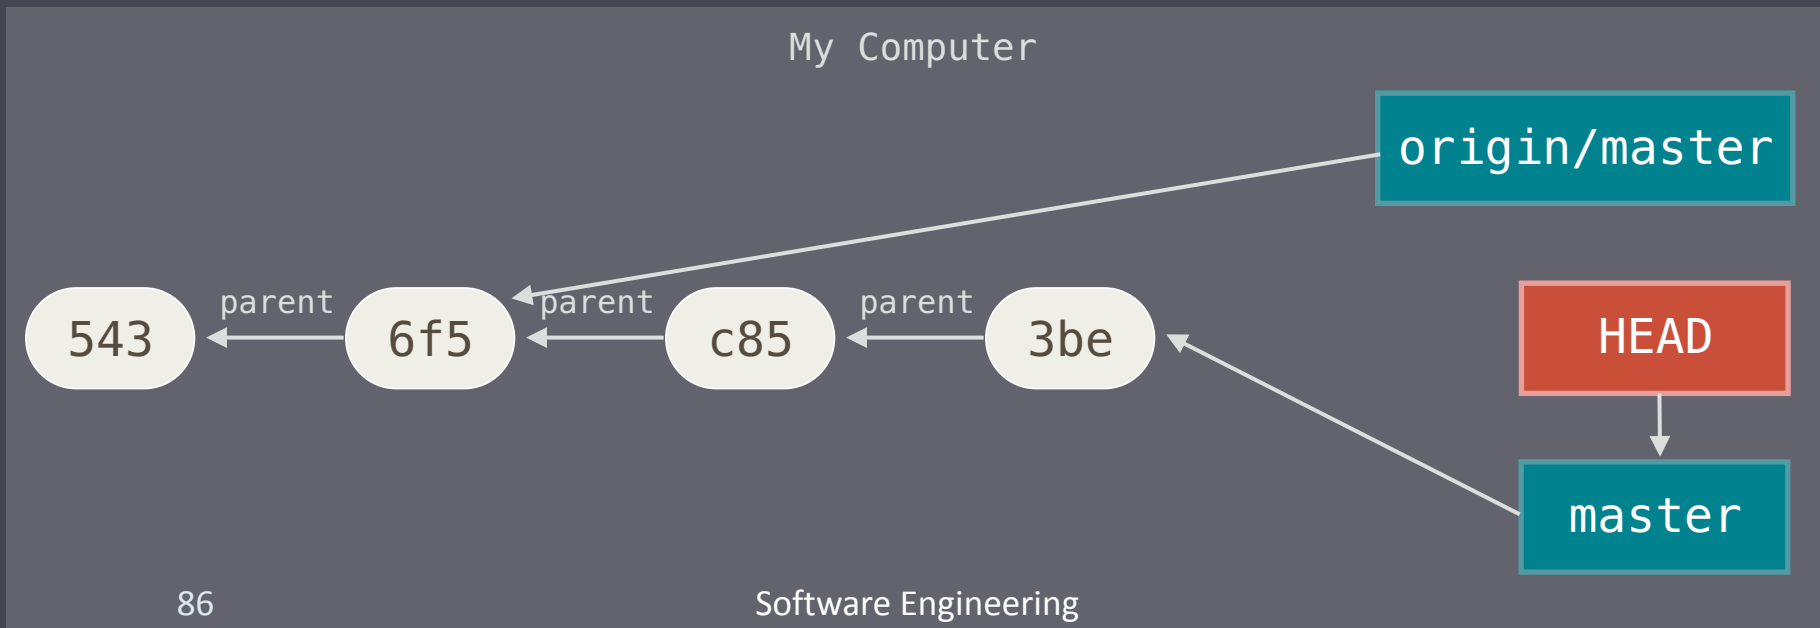 My Computer
origin/master
parent parent parent
543 6f5 c85 3be
HEAD
master
86 Software Engineering